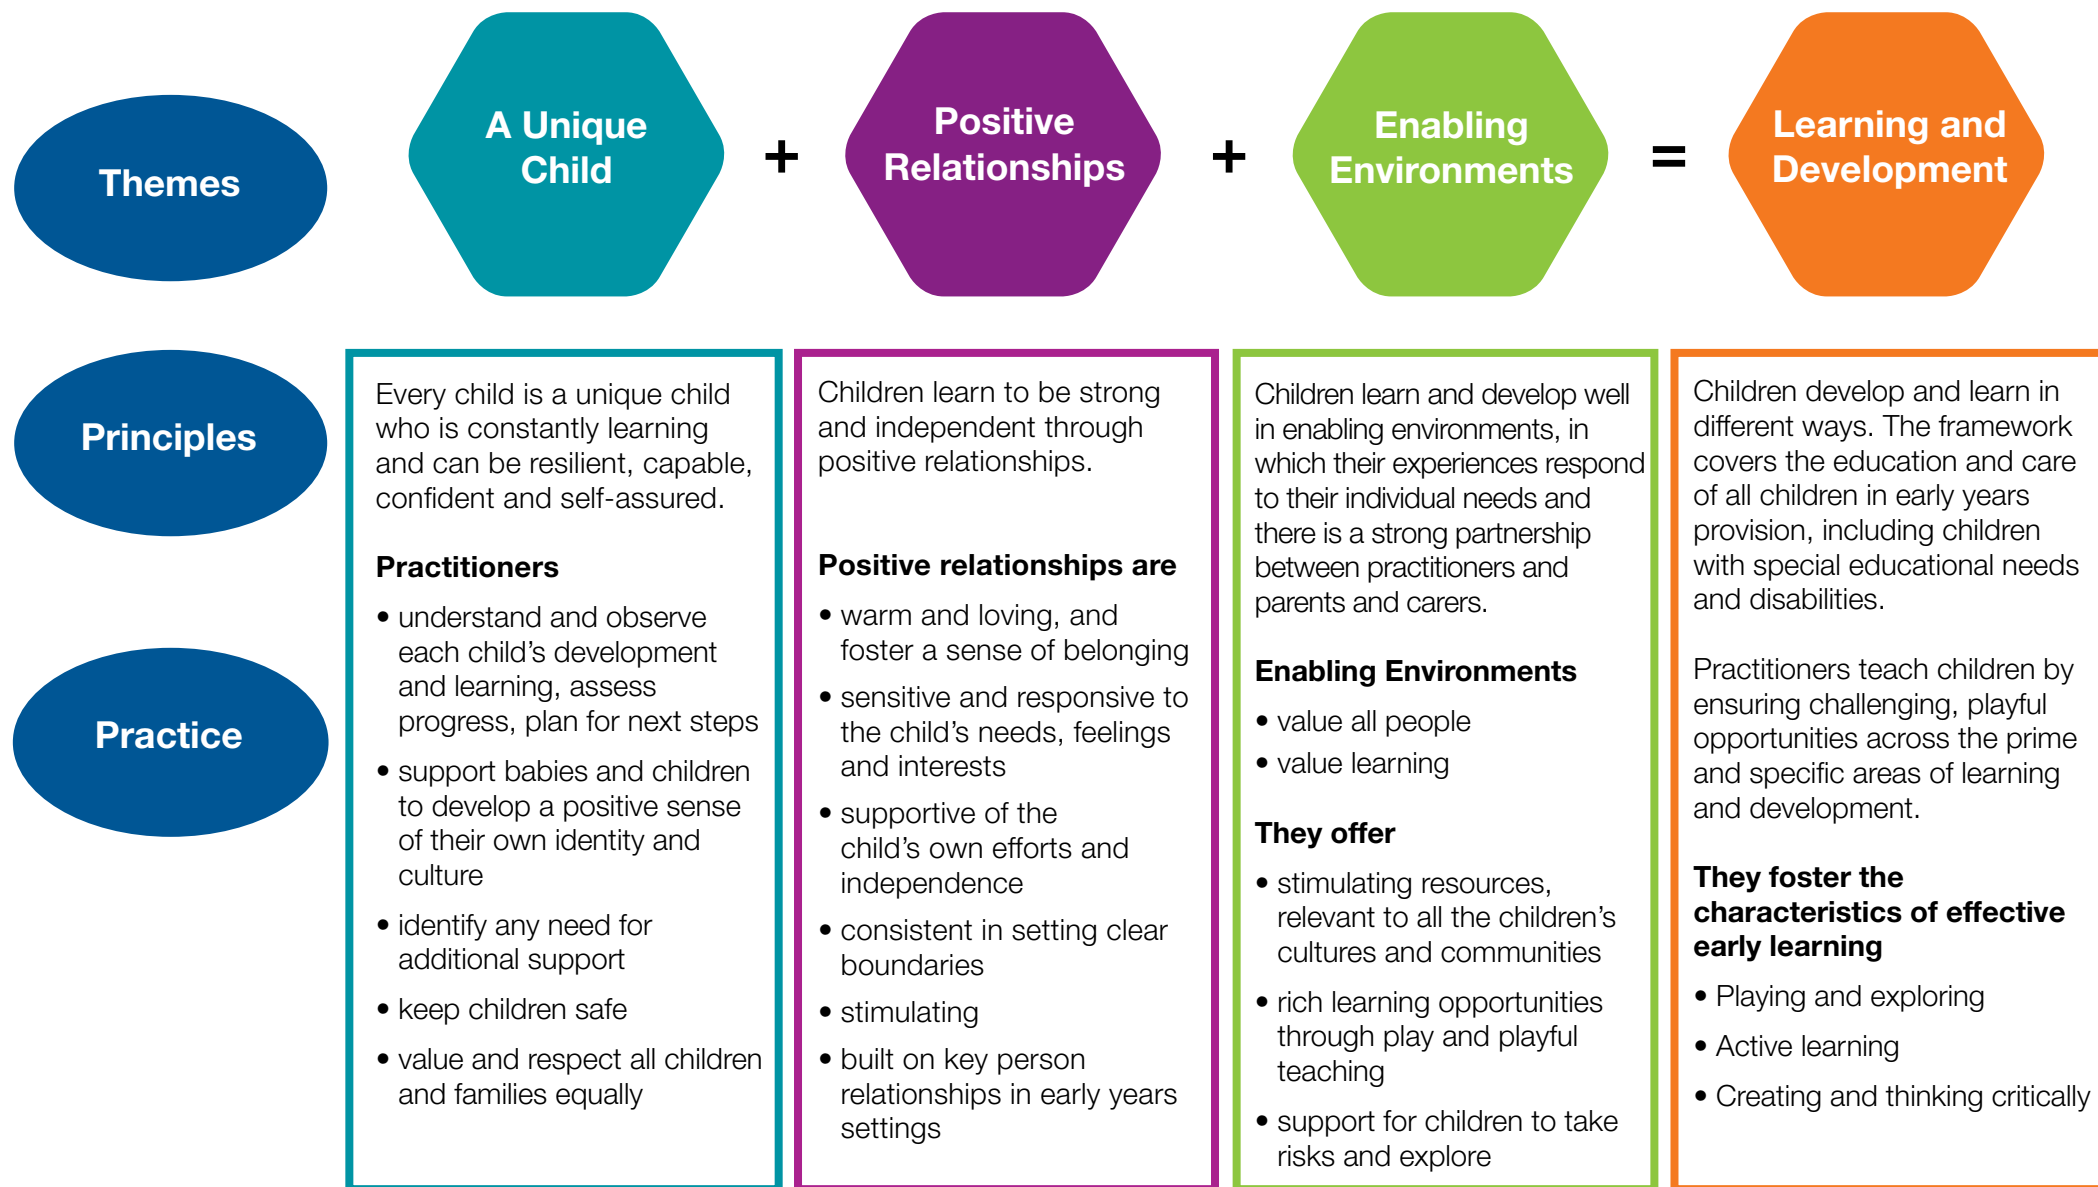 Themes
A Unique
Child
+
Positive
Relationships
+
Enabling
Environments
=
Learning and
Development
Principles
Practice
Every child is a unique child
who is constantly learning
and can be resilient, capable,
confident and self-assured.
Practitioners
• understand and observe
each child’s development
and learning, assess
progress, plan for next steps
• support babies and children
to develop a positive sense
of their own identity and
culture
• identify any need for
additional support
• keep children safe
• value and respect all children
and families equally
Children learn to be strong
and independent through
positive relationships.
Positive relationships are
• warm and loving, and
foster a sense of belonging
• sensitive and responsive to
the child’s needs, feelings
and interests
• supportive of the
child’s own efforts and
independence
• consistent in setting clear
boundaries
• stimulating
• built on key person
relationships in early years
settings
Children learn and develop well
in enabling environments, in
which their experiences respond
to their individual needs and
there is a strong partnership
between practitioners and
parents and carers.
Enabling Environments
• value all people
• value learning
They offer
• stimulating resources,
relevant to all the children’s
cultures and communities
• rich learning opportunities
through play and playful
teaching
• support for children to take
risks and explore
Children develop and learn in
different ways. The framework
covers the education and care
of all children in early years
provision, including children
with special educational needs
and disabilities.
Practitioners teach children by
ensuring challenging, playful
opportunities across the prime
and specific areas of learning
and development.
They foster the
characteristics of effective
early learning
• Playing and exploring
• Active learning
• Creating and thinking critically